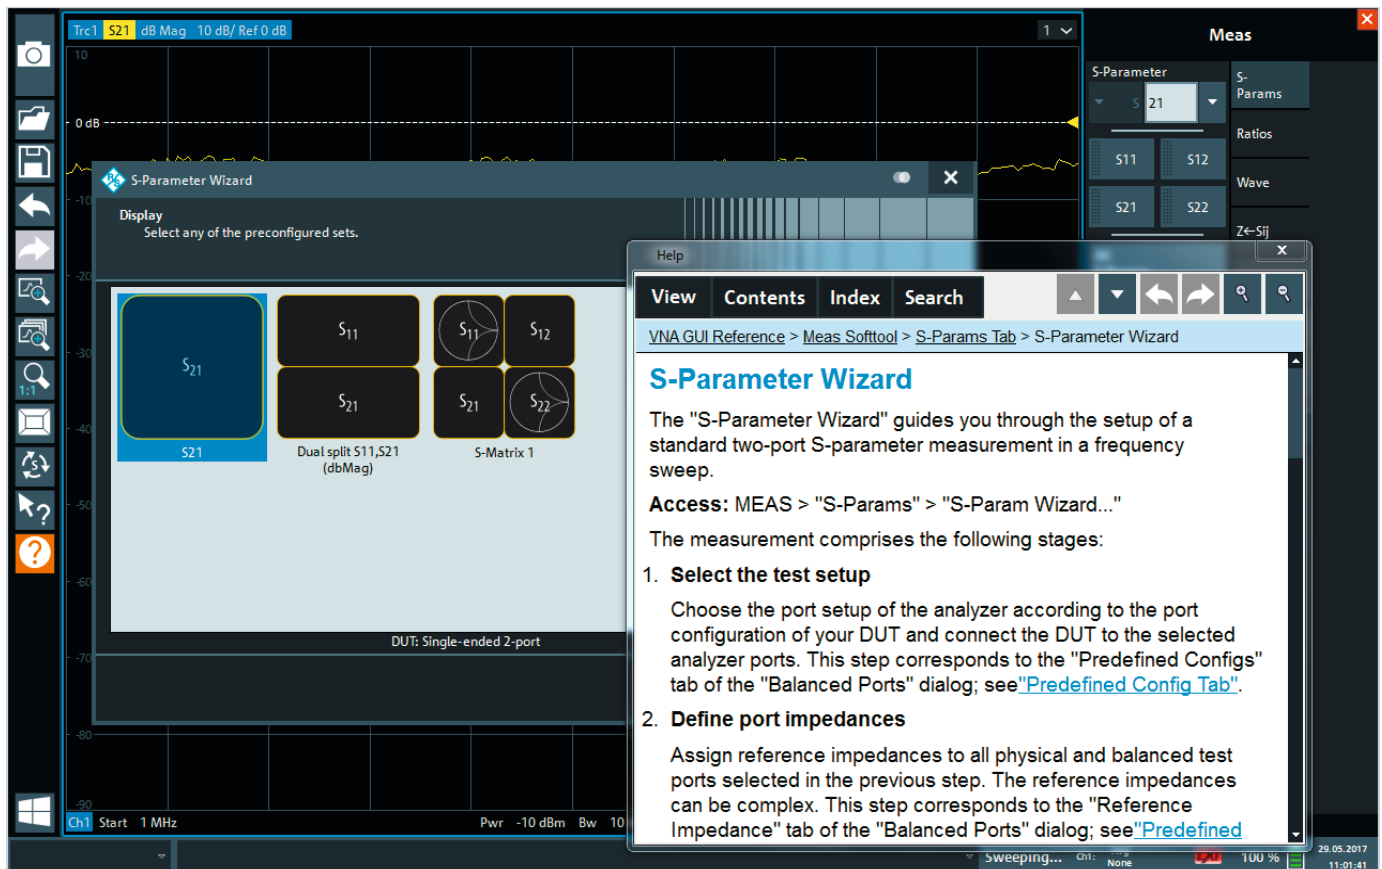 Trc1 S21 dB Mag 10 dB/ Ref 0 dB
1
Meas
10
0 dB
-10
-20
-30
-40
-50
-60
-70
-80
-90
1:1
S-Parameter
S 21
S11 S12
S21 S22
S-
Params
Ratios
Wave
Z←Sij
S-Parameter Wizard
Display
Select any of the preconfigured sets.
S21
S21
S11
S21
Dual split S11,S21
(dbMag)
S11 S12
S21 S22
S-Matrix 1
DUT: Single-ended 2-port
Help
View Contents Index Search
VNA GUI Reference > Meas Softtool > S-Params Tab > S-Parameter Wizard
S-Parameter Wizard
The "S-Parameter Wizard" guides you through the setup of a
standard two-port S-parameter measurement in a frequency
sweep.
Access: MEAS > "S-Params" > "S-Param Wizard..."
The measurement comprises the following stages:
1. Select the test setup
Choose the port setup of the analyzer according to the port
configuration of your DUT and connect the DUT to the selected
analyzer ports. This step corresponds to the "Predefined Configs"
tab of the "Balanced Ports" dialog; see"Predefined Config Tab".
2. Define port impedances
Assign reference impedances to all physical and balanced test
ports selected in the previous step. The reference impedances
can be complex. This step corresponds to the "Reference
Impedance" tab of the "Balanced Ports" dialog; see"Predefined
Ch1 Start 1 MHz
Pwr -10 dBm Bw 10
Sweeping... Ch1:
None
100 %
29.05.2017
11:01:41